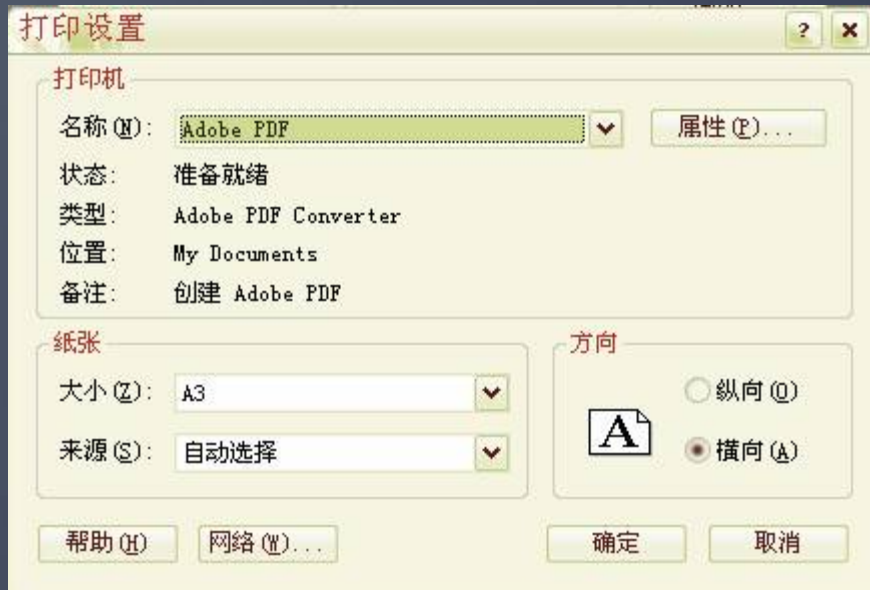 打印设置
打印机
名称(N): Adobe PDF 属性(P)...
状态: 准备就绪
类型: Adobe PDF Converter
位置: My Documents
备注: 创建 Adobe PDF
纸张
大小(Z): A3
来源(S): 自动选择
方向
A
纵向(O)
横向(A)
帮助(H) 网络(W)... 确定 取消